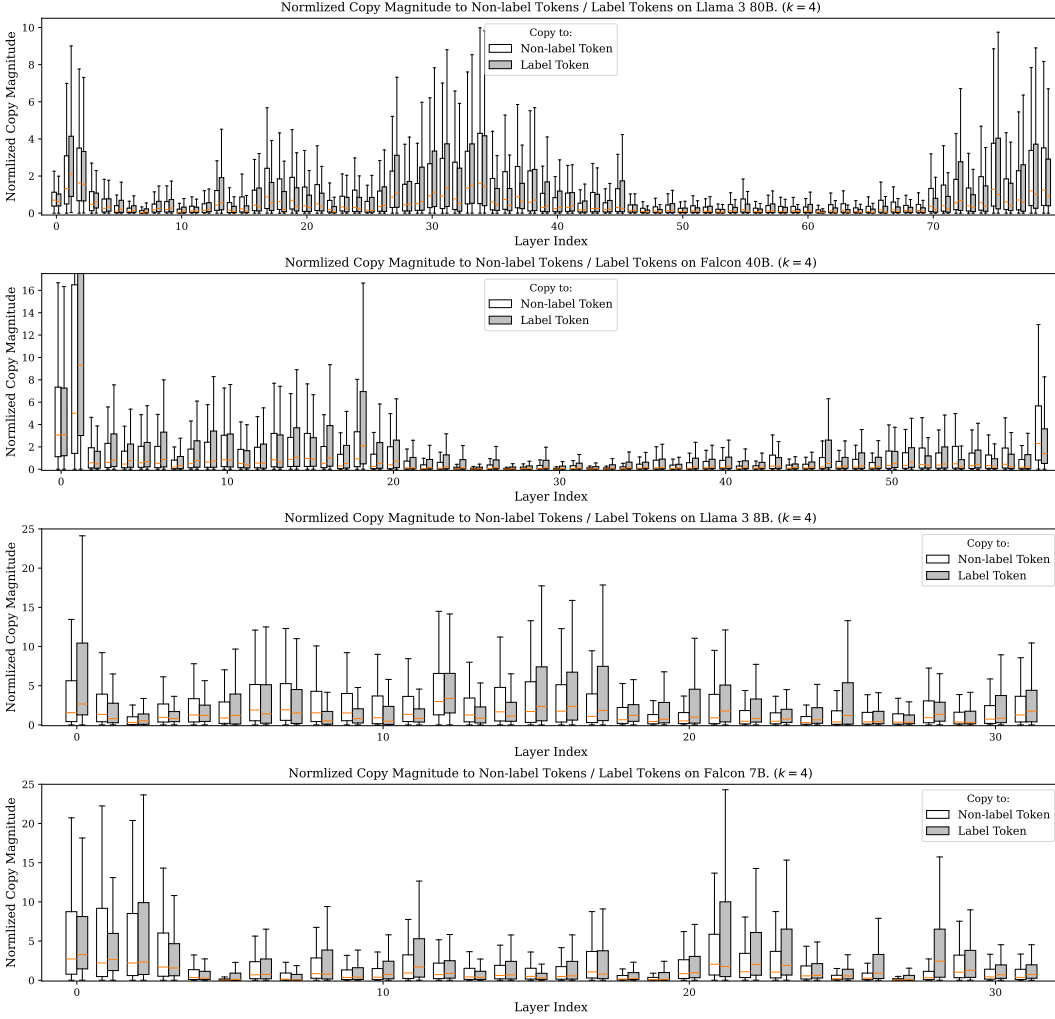 Normlized Copy Magnitude to Non-label Tokens / Label Tokens on Llama 3 80B. (k = 4)
Normlized Copy Magnitude
10
8
6
4
2
0
Copy to:
Non-label Token
Label Token
0 10 20 30 40 50 60 70
Layer Index
Normlized Copy Magnitude to Non-label Tokens / Label Tokens on Falcon 40B. (k = 4)
Normlized Copy Magnitude
16
14
12
10
8
6
4
2
0
Copy to:
Non-label Token
Label Token
0 10 20 30 40 50
Layer Index
Normlized Copy Magnitude to Non-label Tokens / Label Tokens on Llama 3 8B. (k = 4)
Normlized Copy Magnitude
25
20
15
10
5
0
Copy to:
Non-label Token
Label Token
0 10 20 30
Layer Index
Normlized Copy Magnitude to Non-label Tokens / Label Tokens on Falcon 7B. (k = 4)
Normlized Copy Magnitude
25
20
15
10
5
0
Copy to:
Non-label Token
Label Token
0 10 20 30
Layer Index